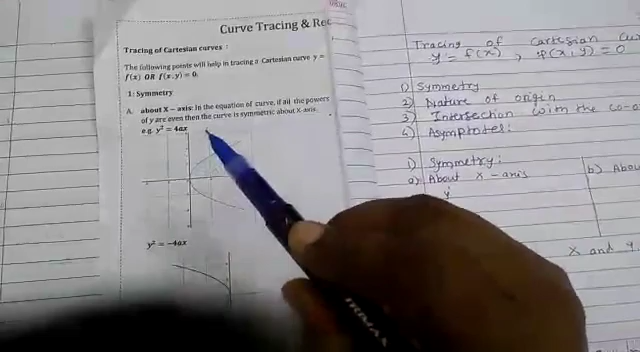 Curve Tracing & Rec
Tracing of Cartesian curves :
The following points will help in tracing a Cartesian curve y =
f(x) OR f(x, y) = 0.
1: Symmetry
A. about X – axis: In the equation of curve, if all the powers
of y are even then the curve is symmetric about X-axis.
e.g. y² = 4ax
y² = −4ax
Tracing of Cartesian Cur
y = f(x), f(x,y) = 0
1) Symmetry
2) Nature of origin
3) Intersection with the co-o
4) Asymptotes:
1) Symmetry:
a) About X-axis
b) Abou
y
X and y
TRIMAX